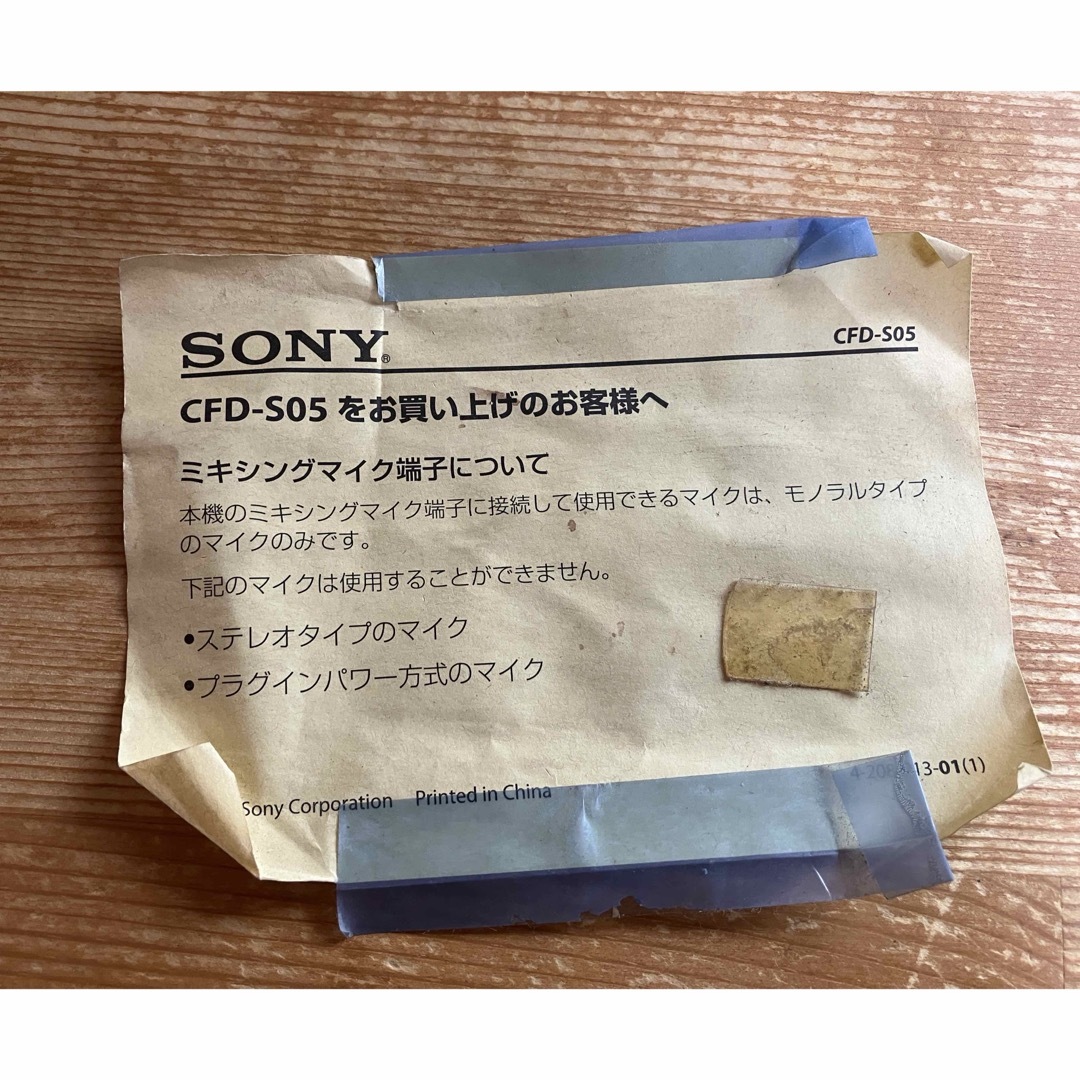 SONY®
CFD-S05
CFD-S05 をお買い上げのお客様へ
ミキシングマイク端子について
本機のミキシングマイク端子に接続して使用できるマイクは、モノラルタイプ
のマイクのみです。
下記のマイクは使用することができません。
•ステレオタイプのマイク
•プラグインパワー方式のマイク
Sony Corporation Printed in China
13-01(1)